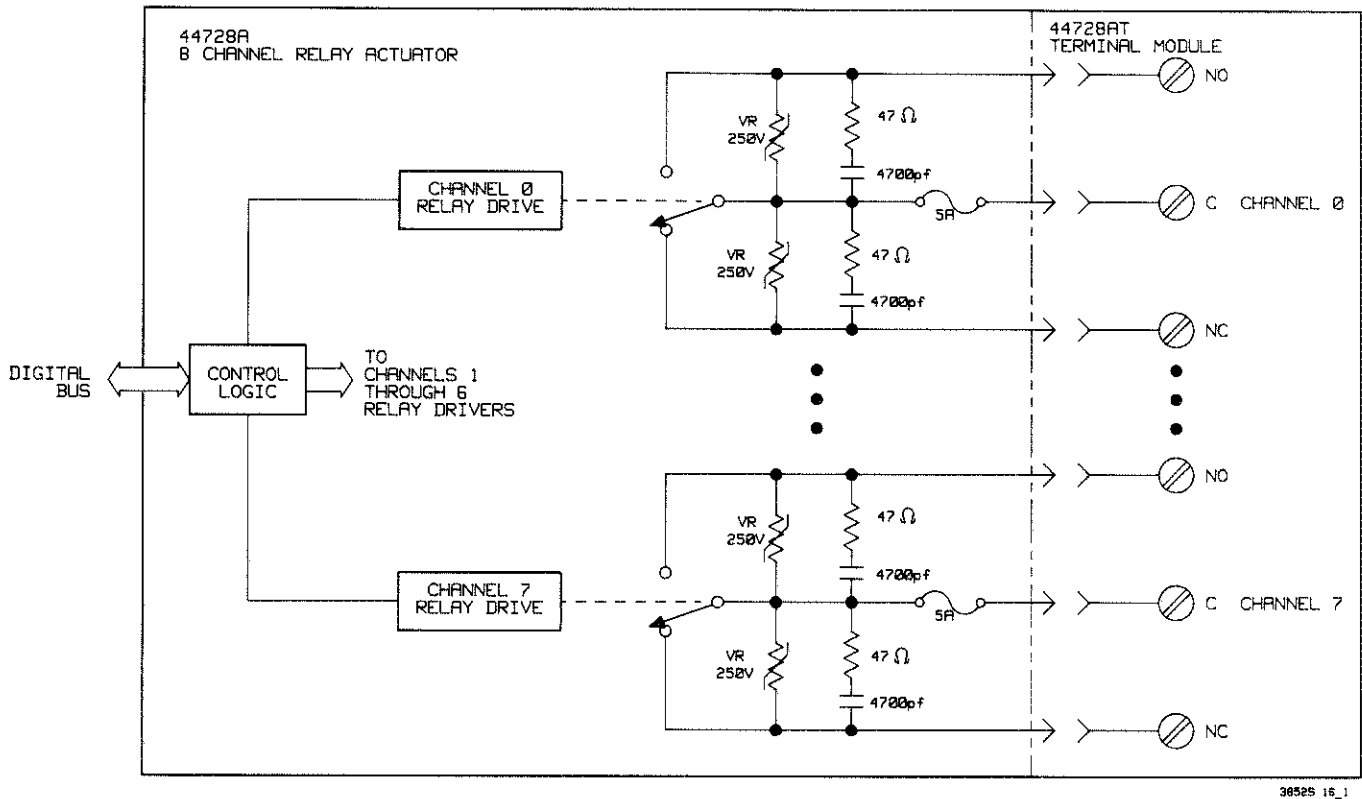 44728A
8 CHANNEL RELAY ACTUATOR
44728AT
TERMINAL MODULE
NO
VR
250V
47 Ω
4700pf
CHANNEL 0
RELAY DRIVE
5A
C CHANNEL 0
VR
250V
47 Ω
4700pf
NC
DIGITAL
BUS
CONTROL
LOGIC
TO
CHANNELS 1
THROUGH 6
RELAY DRIVERS
NO
VR
250V
47 Ω
4700pf
CHANNEL 7
RELAY DRIVE
5A
C CHANNEL 7
VR
250V
47 Ω
4700pf
NC
3852S 16_1